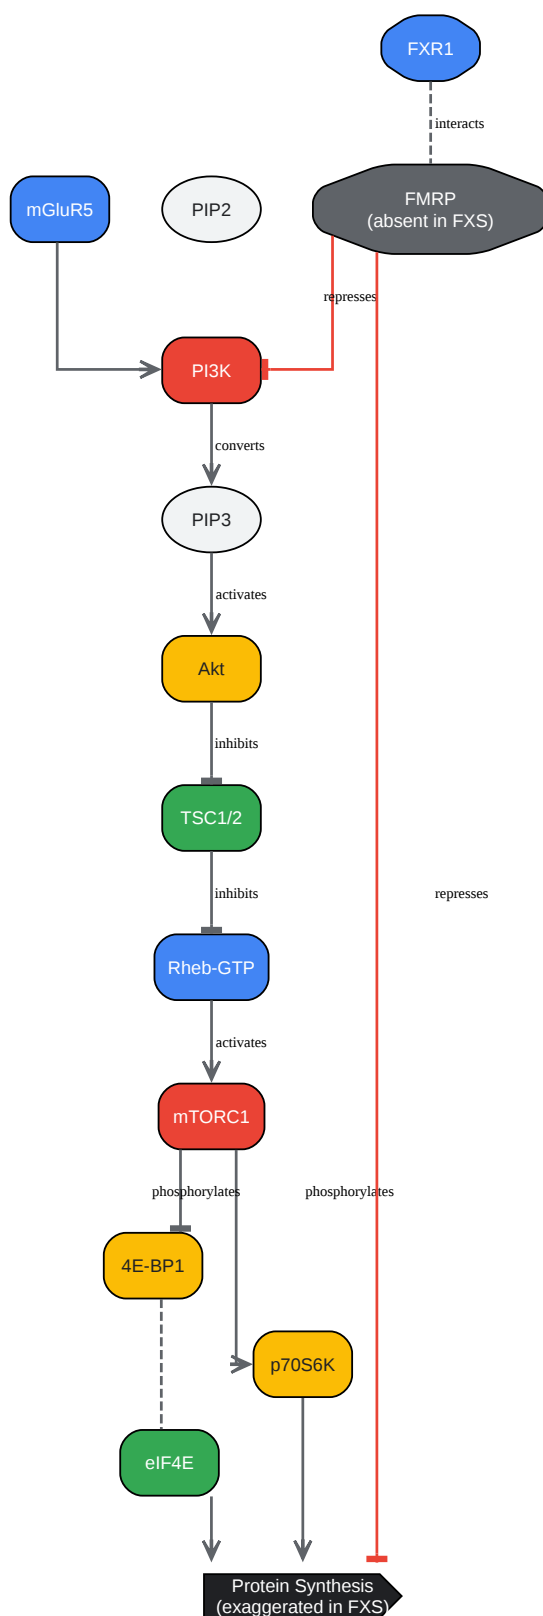 FXR1
interacts
mGluR5
PIP2
FMRP
(absent in FXS)
represses
PI3K
converts
PIP3
activates
Akt
inhibits
TSC1/2
inhibits
represses
Rheb-GTP
activates
mTORC1
phosphorylates
phosphorylates
4E-BP1
p70S6K
eIF4E
Protein Synthesis
(exaggerated in FXS)